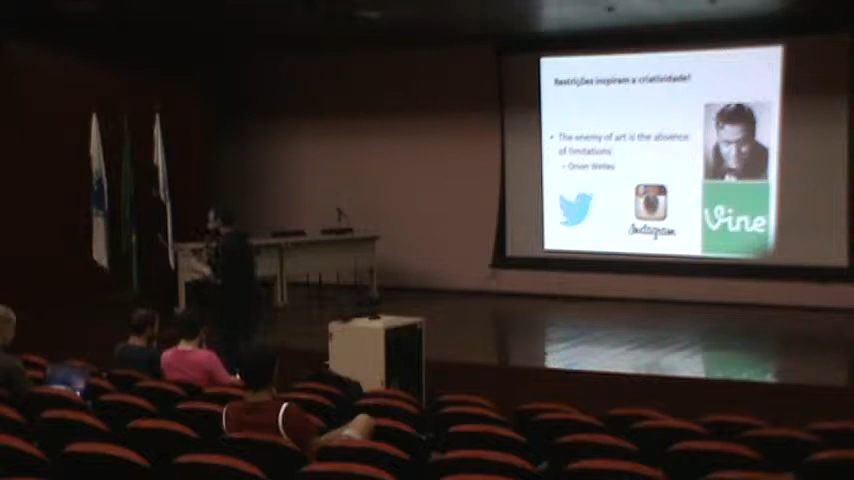 Restrições inspiram a criatividade!
• The enemy of art is the absence
of limitations
– Orson Welles
Instagram
Vine